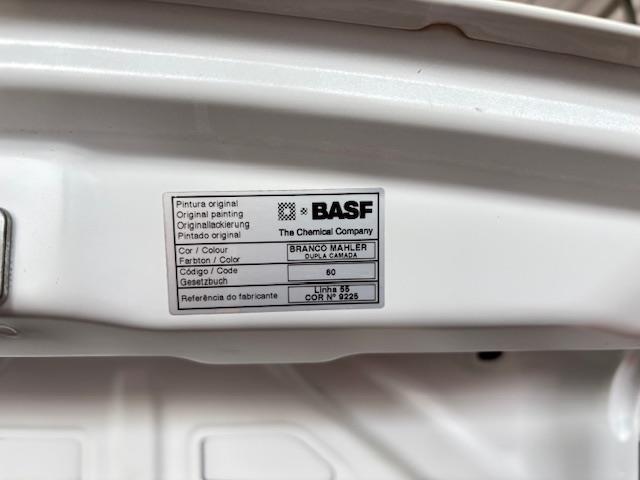 Pintura original
Original painting
Originallackierung
Pintado original
BASF
The Chemical Company
Cor / Colour
Farbton / Color
BRANCO MAHLER
DUPLA CAMADA
Código / Code
Gesetzbuch
60
Referência do fabricante
Linha 55
COR Nº 9225